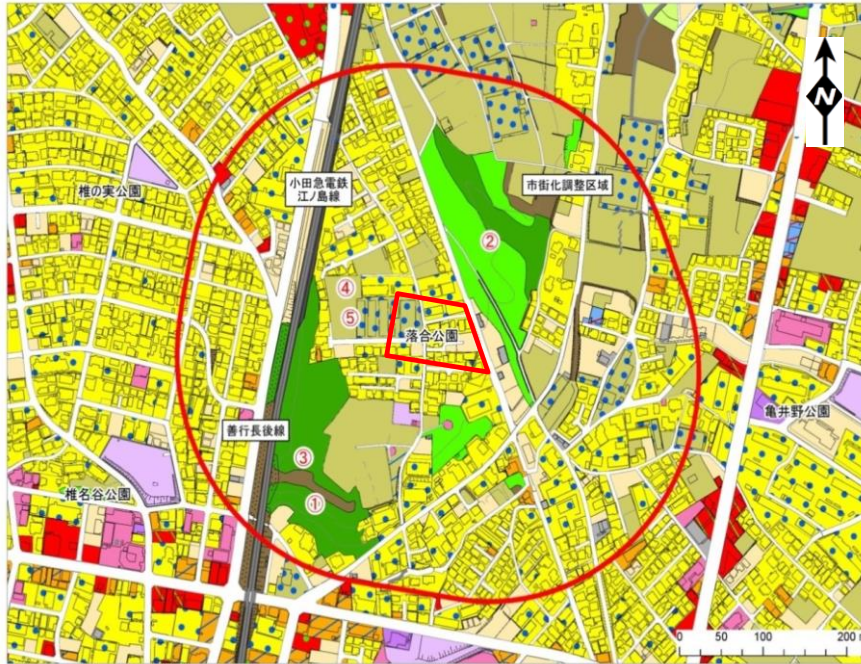 N
小田急電鉄
江ノ島線
市街化調整区域
椎の実公園
②
④
⑤
落合公園
亀井野公園
善行長後線
③
①
椎名谷公園
0 50 100 200 m